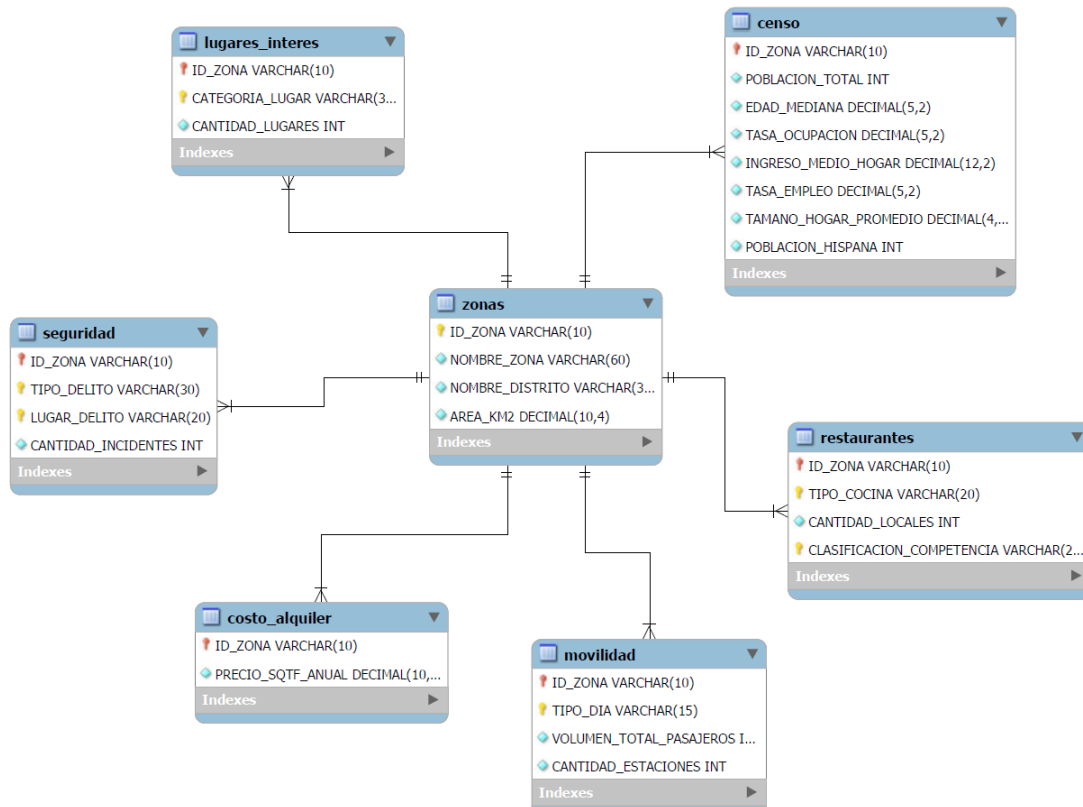 lugares_interes
ID_ZONA VARCHAR(10)
CATEGORIA_LUGAR VARCHAR(3...
CANTIDAD_LUGARES INT
Indexes
censo
ID_ZONA VARCHAR(10)
POBLACION_TOTAL INT
EDAD_MEDIANA DECIMAL(5,2)
TASA_OCUPACION DECIMAL(5,2)
INGRESO_MEDIO_HOGAR DECIMAL(12,2)
TASA_EMPLEO DECIMAL(5,2)
TAMANO_HOGAR_PROMEDIO DECIMAL(4,...
POBLACION_HISPANA INT
Indexes
zonas
ID_ZONA VARCHAR(10)
NOMBRE_ZONA VARCHAR(60)
NOMBRE_DISTRITO VARCHAR(3...
AREA_KM2 DECIMAL(10,4)
Indexes
seguridad
ID_ZONA VARCHAR(10)
TIPO_DELITO VARCHAR(30)
LUGAR_DELITO VARCHAR(20)
CANTIDAD_INCIDENTES INT
Indexes
restaurantes
ID_ZONA VARCHAR(10)
TIPO_COCINA VARCHAR(20)
CANTIDAD_LOCALES INT
CLASIFICACION_COMPETENCIA VARCHAR(2...
Indexes
costo_alquiler
ID_ZONA VARCHAR(10)
PRECIO_SQTF_ANUAL DECIMAL(10,...
Indexes
movilidad
ID_ZONA VARCHAR(10)
TIPO_DIA VARCHAR(15)
VOLUMEN_TOTAL_PASAJEROS I...
CANTIDAD_ESTACIONES INT
Indexes